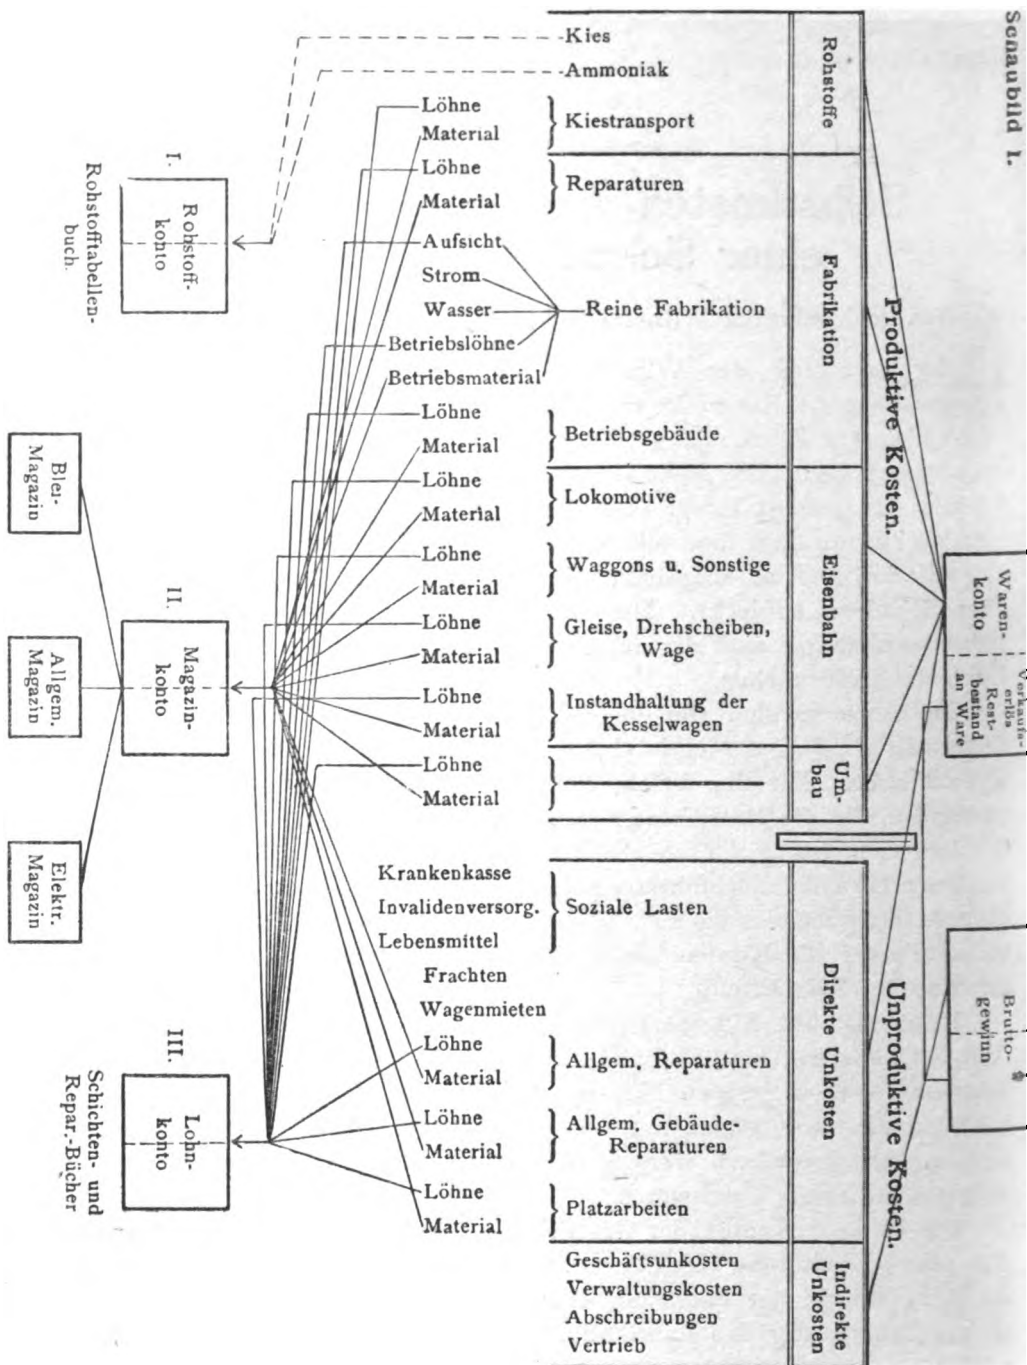 Schaubild 1.
Waren-
konto
Verkaufs-
erlös
Rest-
bestand
an Ware
Brutto-
gewinn
Produktive Kosten.
Unproduktive Kosten.
Rohstoffe
Fabrikation
Eisenbahn
Um-
bau
Direkte Unkosten
Indirekte
Unkosten
Kies
Ammoniak
Löhne
Material
Kiestransport
Löhne
Material
Reparaturen
Aufsicht
Strom
Wasser
Betriebslöhne
Betriebsmaterial
Reine Fabrikation
Löhne
Material
Betriebsgebäude
Löhne
Material
Lokomotive
Löhne
Material
Waggons u. Sonstige
Löhne
Material
Gleise, Drehscheiben,
Wage
Löhne
Material
Instandhaltung der
Kesselwagen
Löhne
Material
Krankenkasse
Invalidenversorg.
Lebensmittel
Soziale Lasten
Frachten
Wagenmieten
Löhne
Material
Allgem. Reparaturen
Löhne
Material
Allgem. Gebäude-
Reparaturen
Löhne
Material
Platzarbeiten
Geschäftsunkosten
Verwaltungskosten
Abschreibungen
Vertrieb
I.
Rohstoff-
konto
Rohstofftabellen-
buch.
II.
Magazin-
konto
Blei-
Magazin
Allgem.
Magazin
Elektr.
Magazin
III.
Lohn-
konto
Schichten- und
Repar.-Bücher